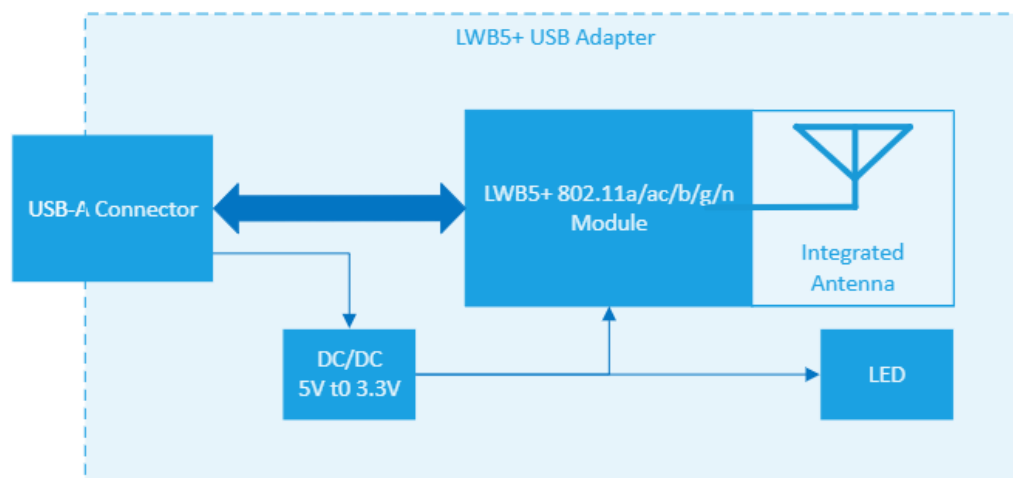 LWB5+ USB Adapter
USB-A Connector
LWB5+ 802.11a/ac/b/g/n
Module
Integrated
Antenna
DC/DC
5V t0 3.3V
LED